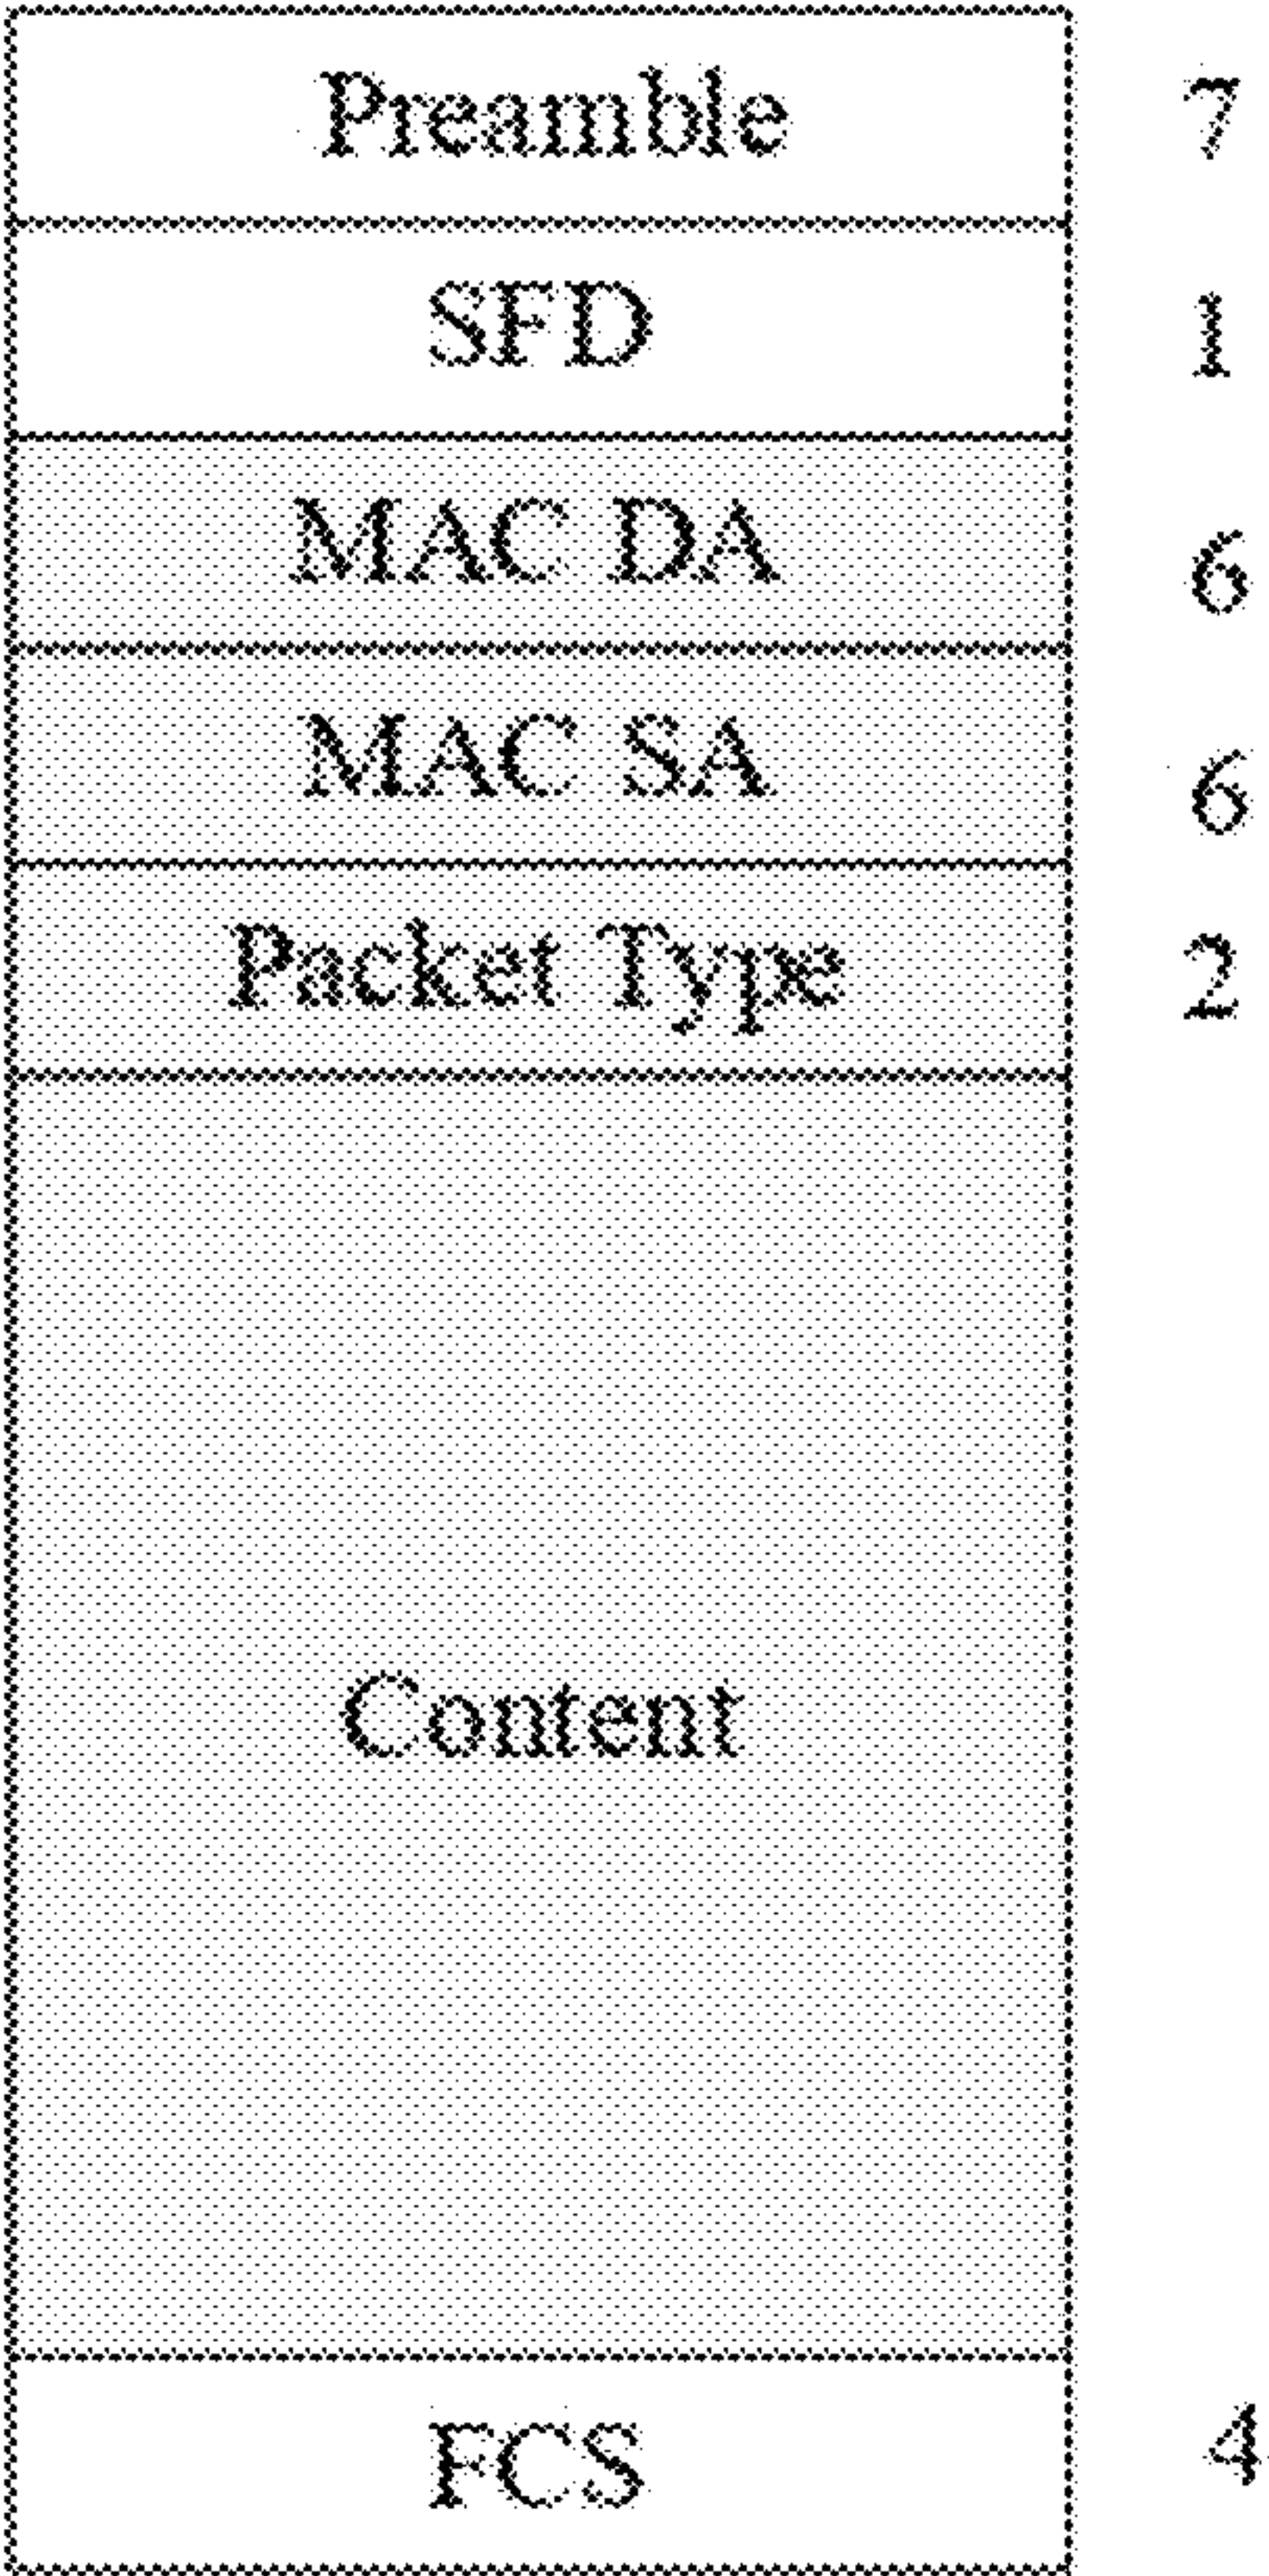 Preamble 7
SFD 1
MAC DA 6
MAC SA 6
Packet Type 2
Content
FCS 4